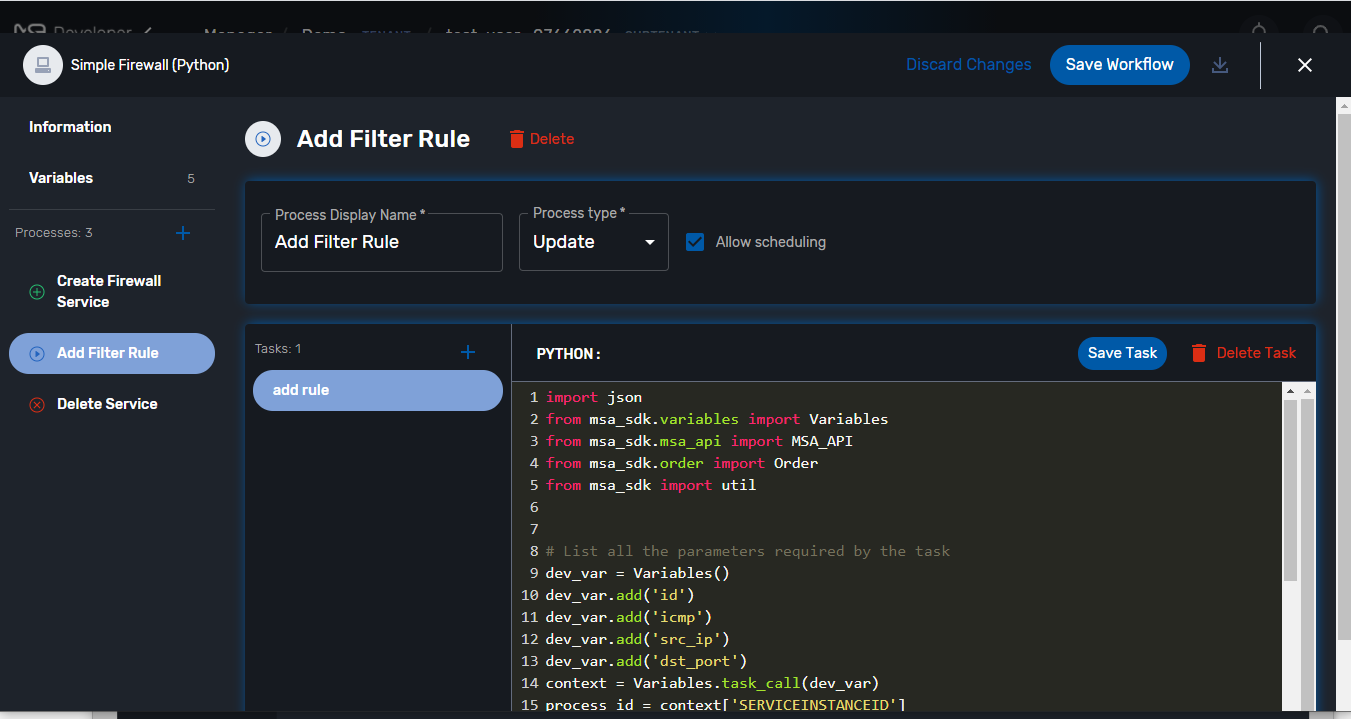 Simple Firewall (Python)
Discard Changes
Save Workflow
Information
Variables 5
Processes: 3
Create Firewall
Service
Add Filter Rule
Delete Service
Add Filter Rule
Delete
Process Display Name *
Add Filter Rule
Process type *
Update
Allow scheduling
Tasks: 1
add rule
PYTHON:
Save Task
Delete Task
1 import json
2 from msa_sdk.variables import Variables
3 from msa_sdk.msa_api import MSA_API
4 from msa_sdk.order import Order
5 from msa_sdk import util
6
7
8 # List all the parameters required by the task
9 dev_var = Variables()
10 dev_var.add('id')
11 dev_var.add('icmp')
12 dev_var.add('src_ip')
13 dev_var.add('dst_port')
14 context = Variables.task_call(dev_var)
15 process_id = context['SERVICEINSTANCEID']